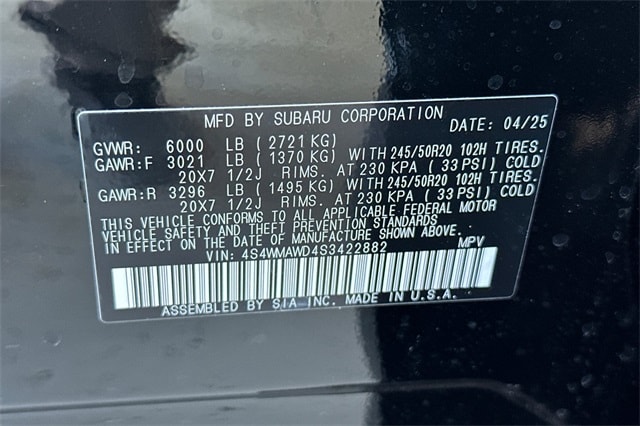 MFD BY SUBARU CORPORATION DATE: 04/25
GVWR: 6000 LB (2721 KG)
GAWR:F 3021 LB (1370 KG) WITH 245/50R20 102H TIRES.
20X7 1/2J RIMS. AT 230 KPA (33 PSI) COLD
GAWR:R 3296 LB (1495 KG) WITH 245/50R20 102H TIRES.
20X7 1/2J RIMS. AT 230 KPA (33 PSI) COLD
THIS VEHICLE CONFORMS TO ALL APPLICABLE FEDERAL MOTOR
VEHICLE SAFETY AND THEFT PREVENTION STANDARDS
IN EFFECT ON THE DATE OF MANUFACTURE SHOWN ABOVE.
VIN: 4S4WMAWD4S3422882 MPV
ASSEMBLED BY SIA-INC. MADE IN U.S.A.